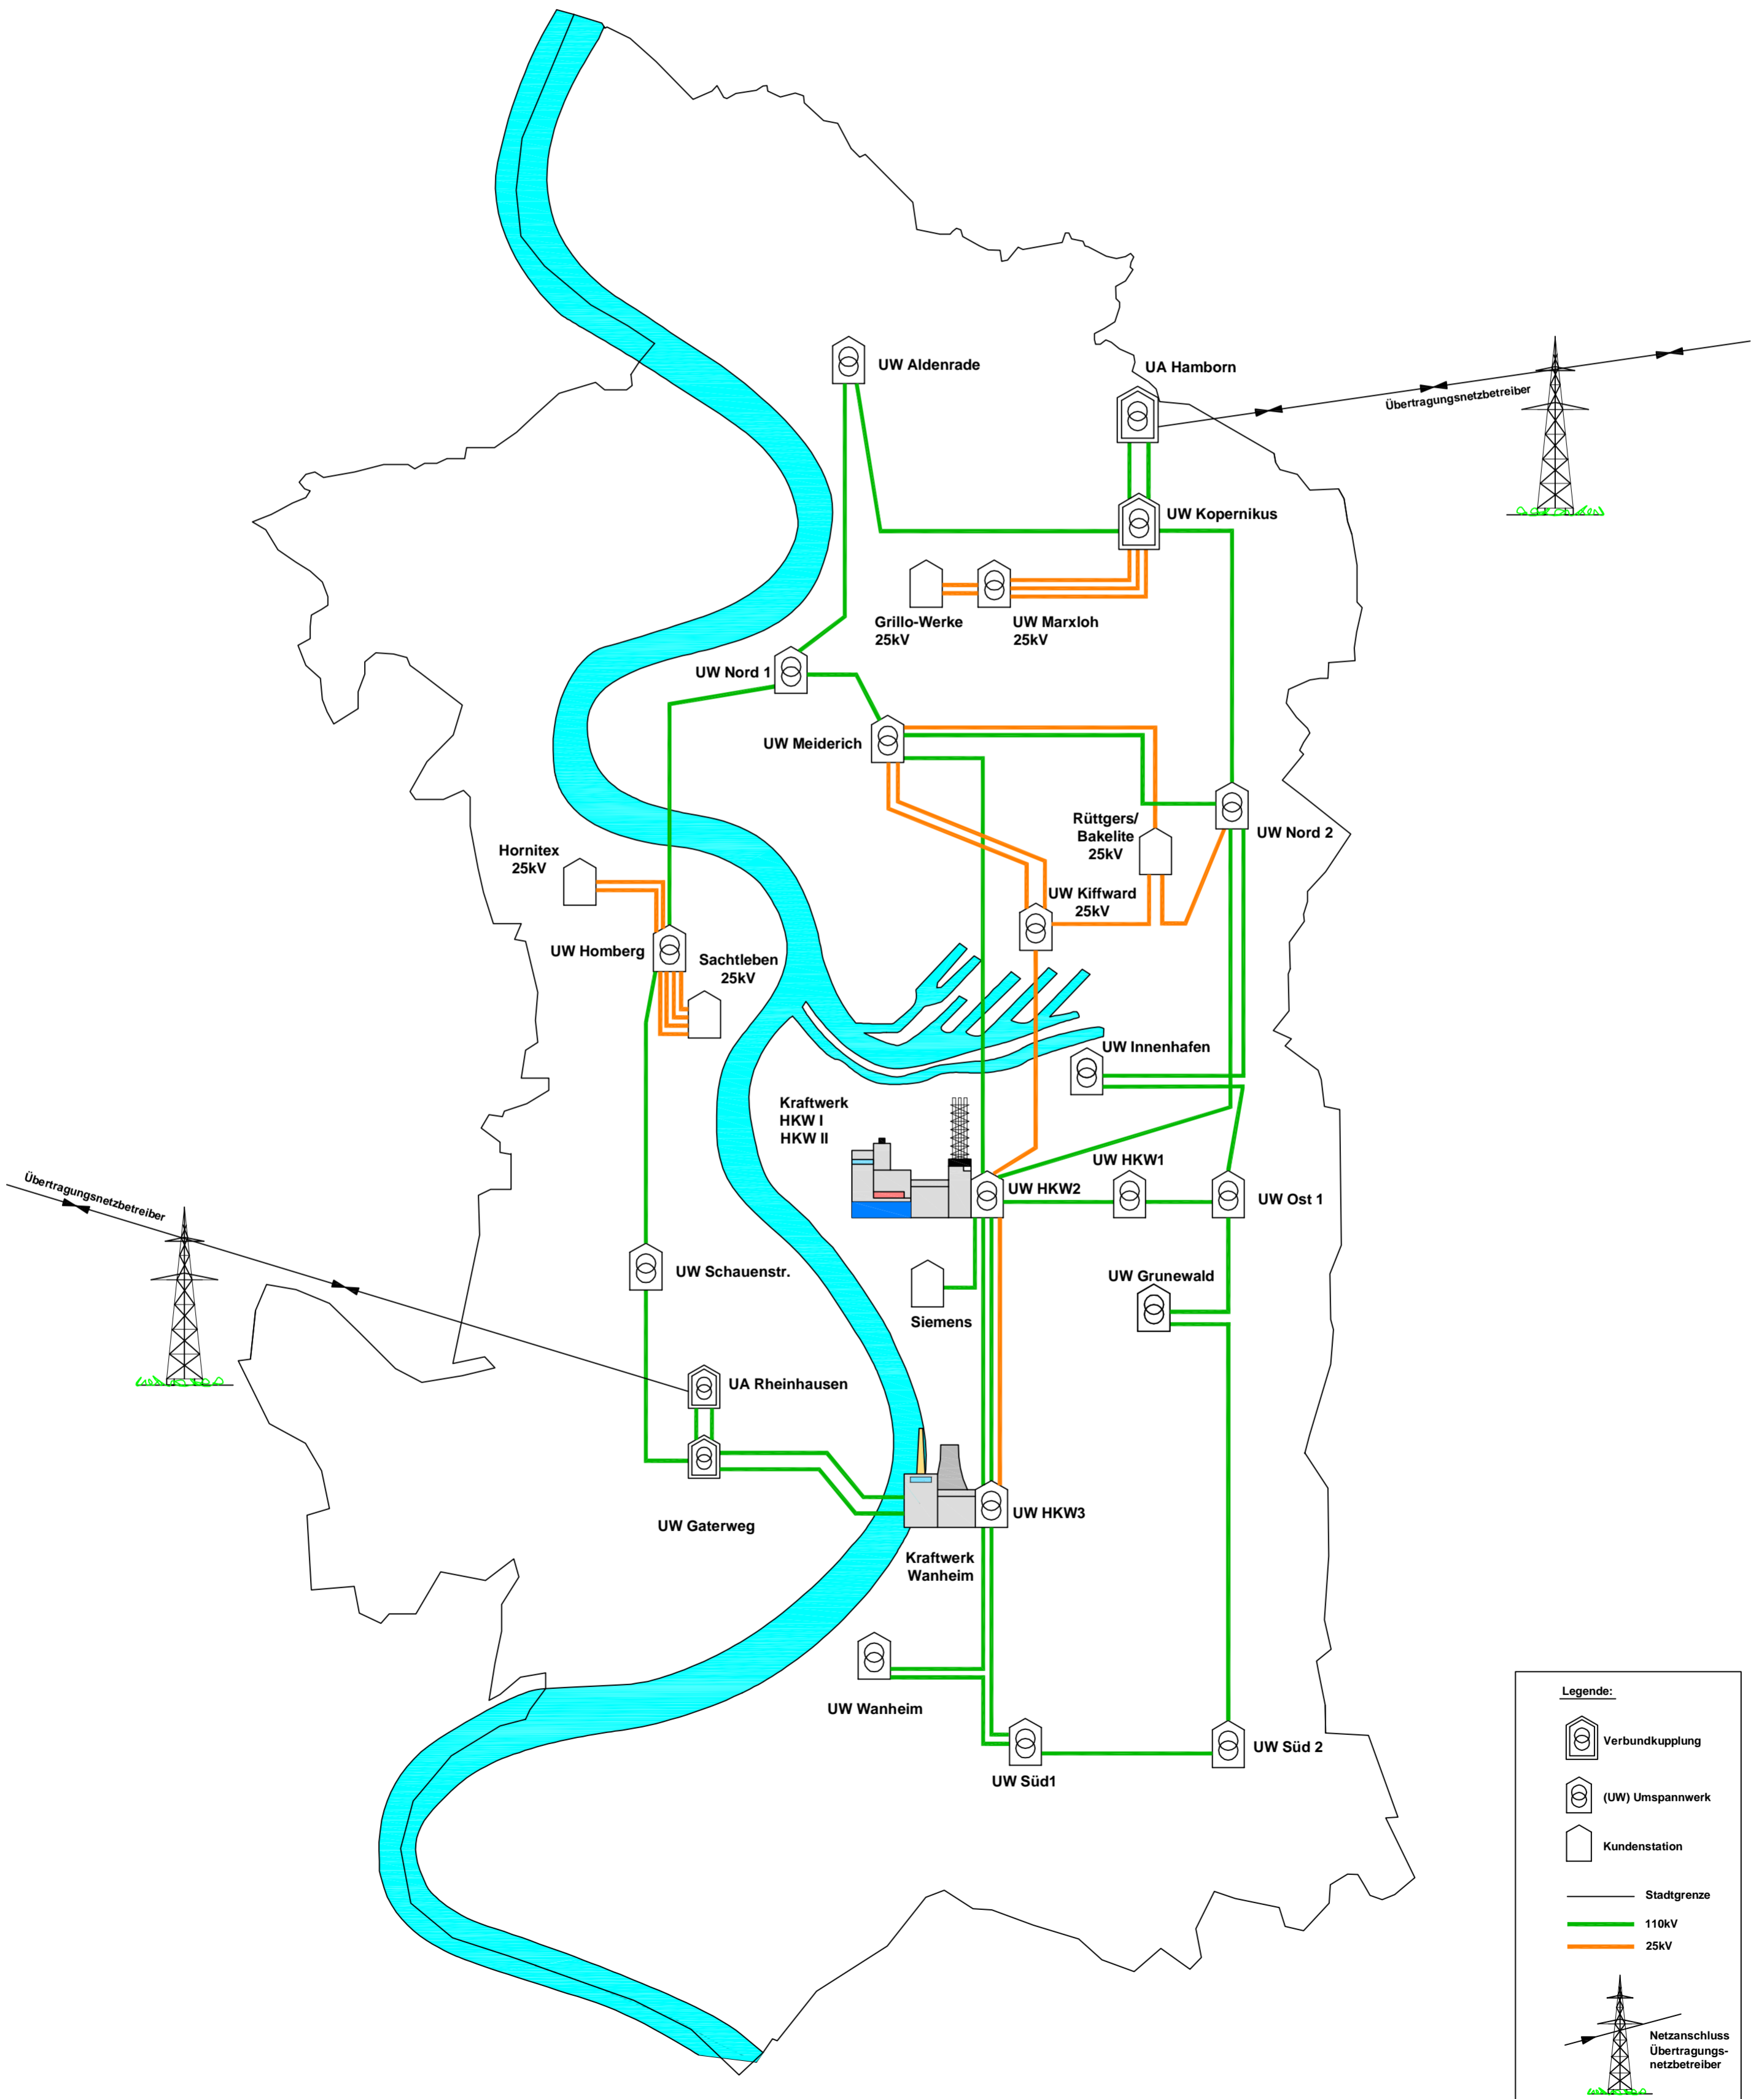 UW Aldenrade
UA Hamborn
Übertragungsnetzbetreiber
UW Kopernikus
Grillo-Werke
25kV
UW Marxloh
25kV
UW Nord 1
UW Meiderich
Rüttgers/
Bakelite
25kV
UW Nord 2
Hornitex
25kV
UW Kiffward
25kV
UW Homberg
Sachtleben
25kV
UW Innenhafen
Kraftwerk
HKW I
HKW II
UW HKW1
UW HKW2
UW Ost 1
Übertragungsnetzbetreiber
UW Schauenstr.
UW Grunewald
Siemens
UA Rheinhausen
UW Gaterweg
UW HKW3
Kraftwerk
Wanheim
UW Wanheim
UW Süd1
UW Süd 2
Legende:
Verbundkupplung
(UW) Umspannwerk
Kundenstation
Stadtgrenze
110kV
25kV
Netzanschluss
Übertragungs-
netzbetreiber